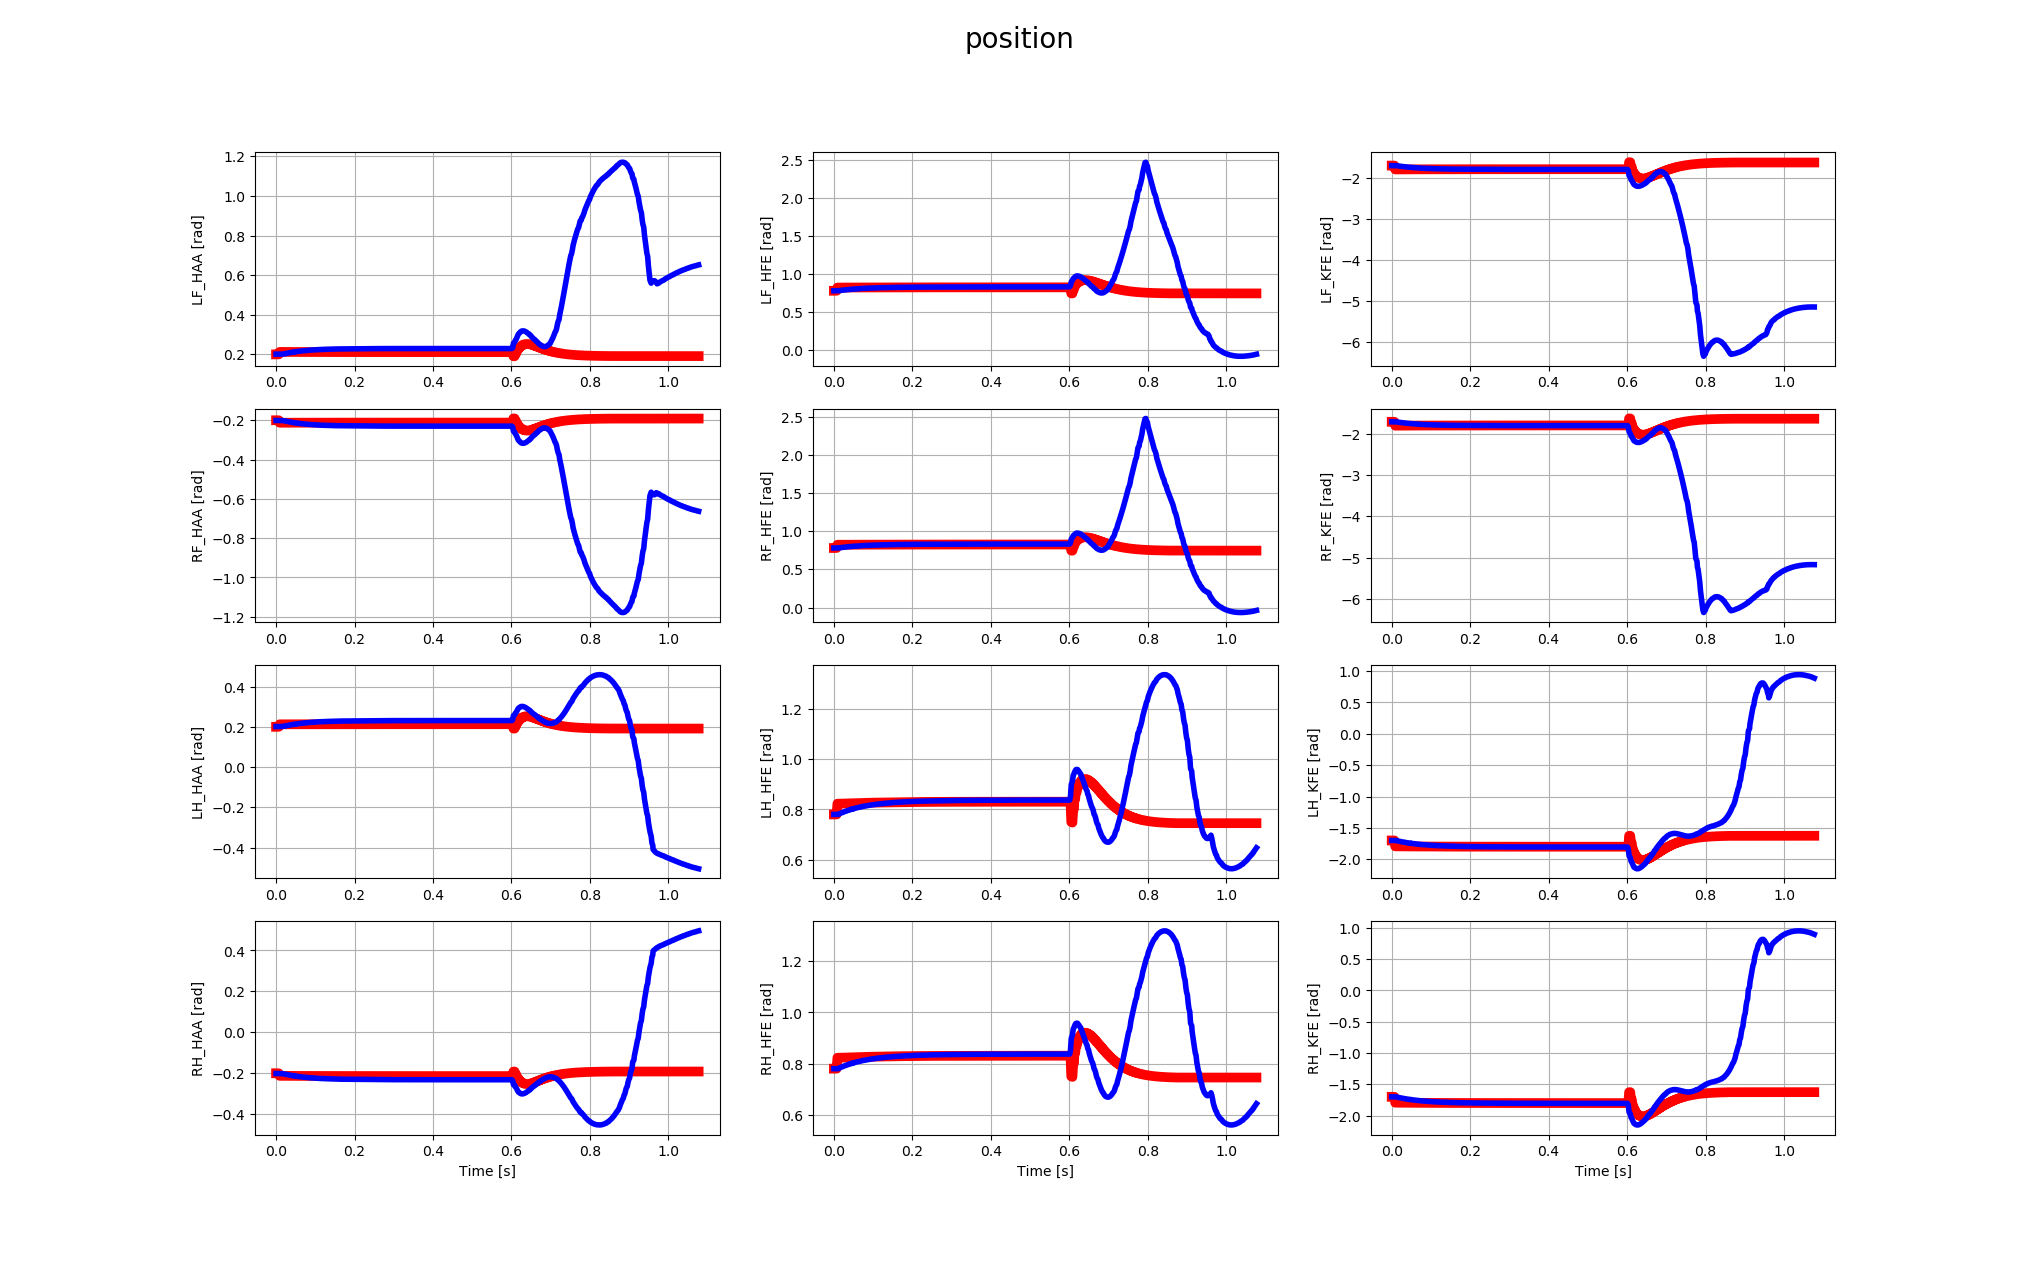 position
1.2
1.0
0.8
0.6
0.4
0.2
LF_HAA [rad]
0.0 0.2 0.4 0.6 0.8 1.0
2.5
2.0
1.5
1.0
0.5
0.0
LF_HFE [rad]
0.0 0.2 0.4 0.6 0.8 1.0
−2
−3
−4
−5
−6
LF_KFE [rad]
0.0 0.2 0.4 0.6 0.8 1.0
−0.2
−0.4
−0.6
−0.8
−1.0
−1.2
RF_HAA [rad]
0.0 0.2 0.4 0.6 0.8 1.0
2.5
2.0
1.5
1.0
0.5
0.0
RF_HFE [rad]
0.0 0.2 0.4 0.6 0.8 1.0
−2
−3
−4
−5
−6
RF_KFE [rad]
0.0 0.2 0.4 0.6 0.8 1.0
0.4
0.2
0.0
−0.2
−0.4
LH_HAA [rad]
0.0 0.2 0.4 0.6 0.8 1.0
1.2
1.0
0.8
0.6
LH_HFE [rad]
0.0 0.2 0.4 0.6 0.8 1.0
1.0
0.5
0.0
−0.5
−1.0
−1.5
−2.0
LH_KFE [rad]
0.0 0.2 0.4 0.6 0.8 1.0
0.4
0.2
0.0
−0.2
−0.4
RH_HAA [rad]
0.0 0.2 0.4 0.6 0.8 1.0
Time [s]
1.2
1.0
0.8
0.6
RH_HFE [rad]
0.0 0.2 0.4 0.6 0.8 1.0
Time [s]
1.0
0.5
0.0
−0.5
−1.0
−1.5
−2.0
RH_KFE [rad]
0.0 0.2 0.4 0.6 0.8 1.0
Time [s]